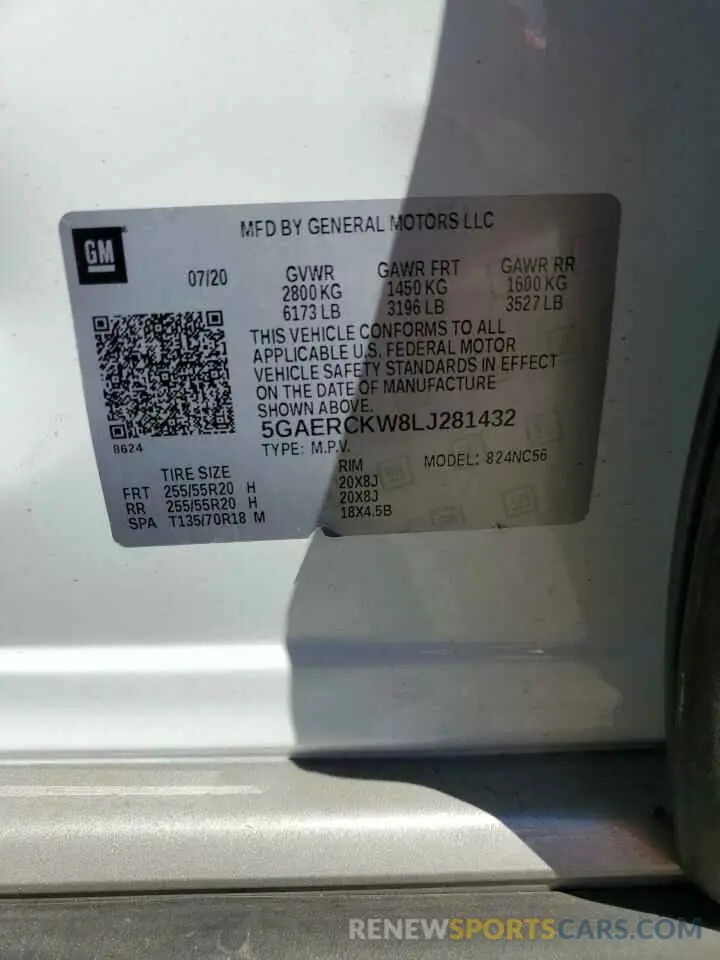 MFD BY GENERAL MOTORS LLC
GM
07/20
GVWR GAWR FRT GAWR RR
2800 KG 1450 KG 1600 KG
6173 LB 3196 LB 3527 LB
THIS VEHICLE CONFORMS TO ALL
APPLICABLE U.S. FEDERAL MOTOR
VEHICLE SAFETY STANDARDS IN EFFECT
ON THE DATE OF MANUFACTURE
SHOWN ABOVE.
5GAERCKW8LJ281432
8624
TYPE: M.P.V. MODEL: 824NC56
TIRE SIZE RIM
FRT 255/55R20 H 20X8J
RR 255/55R20 H 20X8J
SPA T135/70R18 M 18X4.5B
RENEWSPORTSCARS.COM